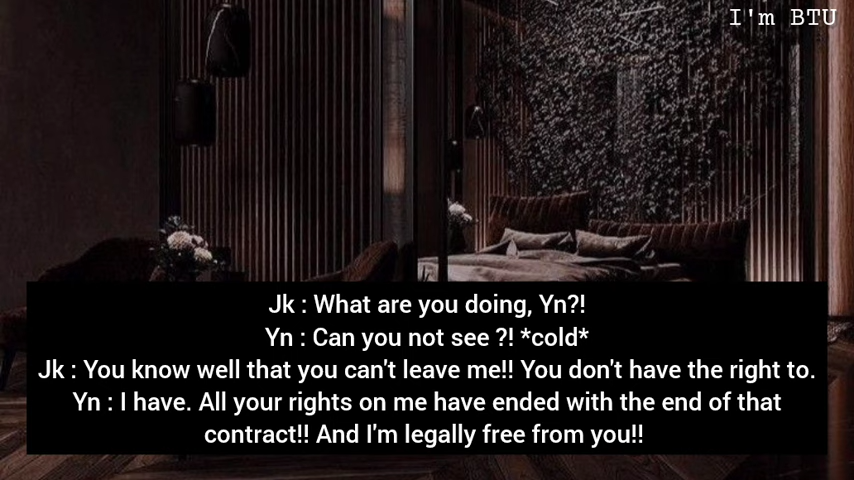 I'm BTU
Jk : What are you doing, Yn?!
Yn : Can you not see ?! *cold*
Jk : You know well that you can't leave me!! You don't have the right to.
Yn : I have. All your rights on me have ended with the end of that
contract!! And I'm legally free from you!!